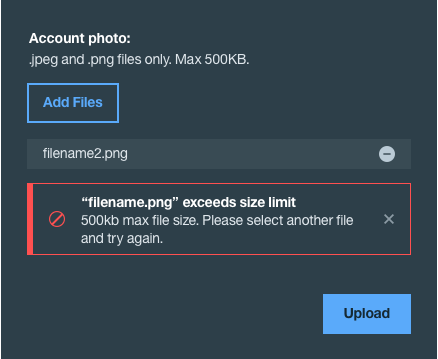 Account photo:
.jpeg and .png files only. Max 500KB.
Add Files
filename2.png
“filename.png” exceeds size limit
500kb max file size. Please select another file
and try again.
Upload